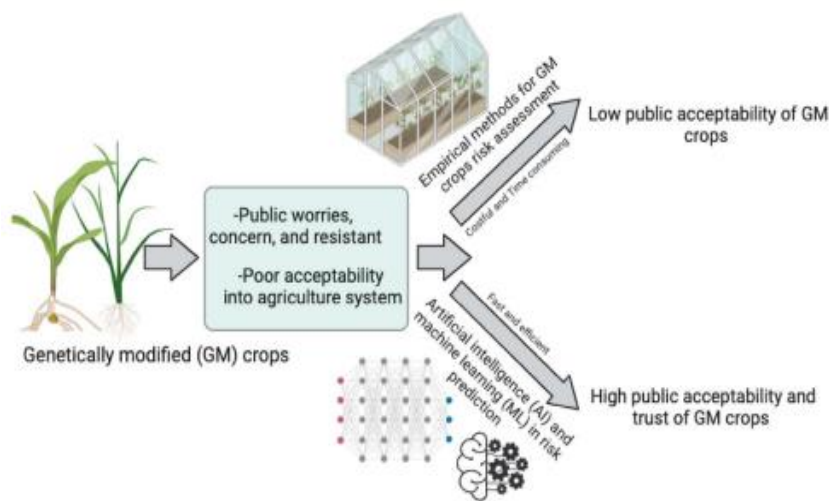 Genetically modified (GM) crops
-Public worries,
concern, and resistant
-Poor acceptability
into agriculture system
Empirical methods for GM
crops risk assessment
Costful and Time consuming
Low public acceptability of GM
crops
Fast and efficient
Artificial intelligence (AI) and
machine learning (ML) in risk
prediction
High public acceptability and
trust of GM crops